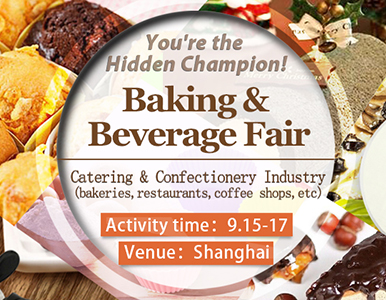 You're the
Hidden Champion!
Baking &
Beverage Fair
Catering & Confectionery Industry
(bakeries, restaurants, coffee shops, etc)
Activity time：9.15-17
Venue：Shanghai